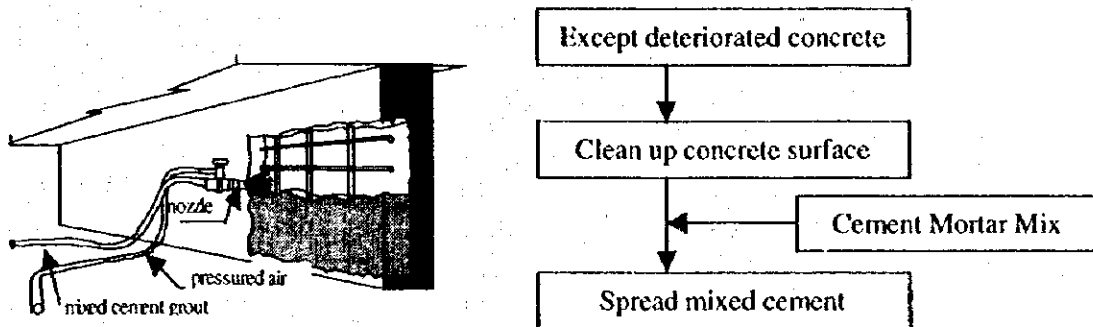 nozzle
pressured air
mixed cement grout
Except deteriorated concrete
Clean up concrete surface
Cement Mortar Mix
Spread mixed cement